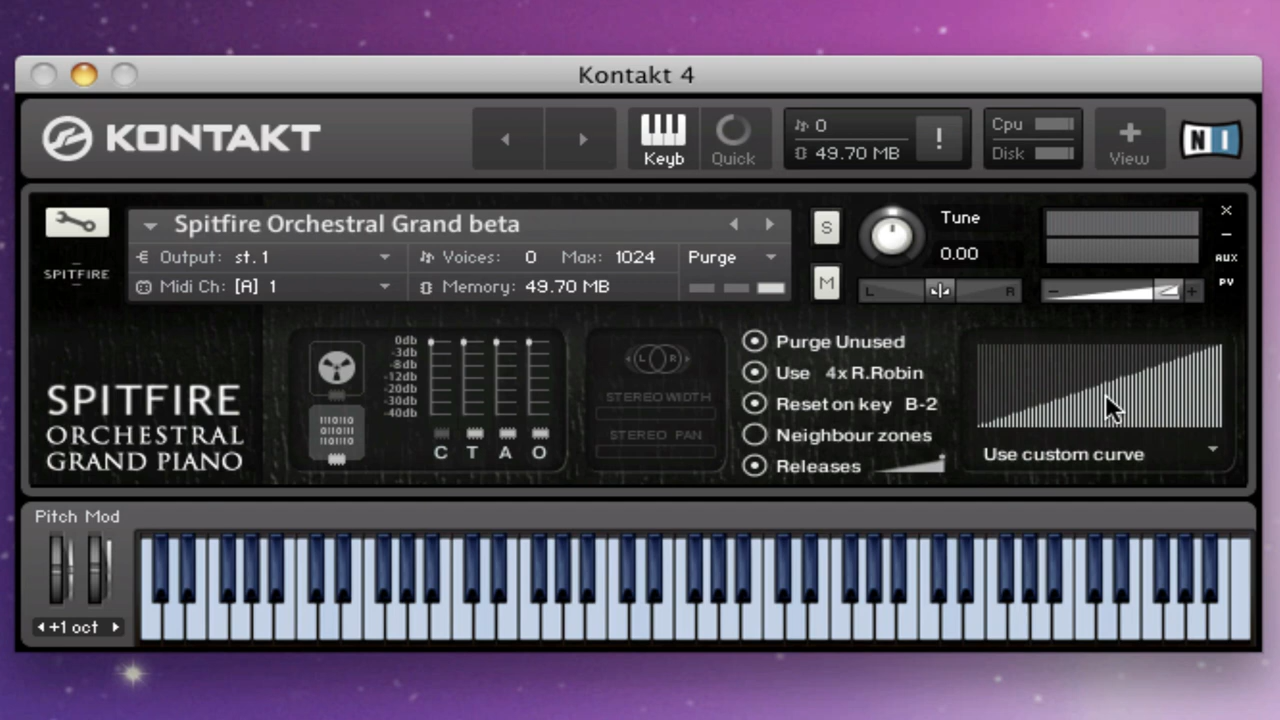 Kontakt 4
KONTAKT
Keyb
Quick
0
49.70 MB
!
Cpu
Disk
View
NI
SPITFIRE
Spitfire Orchestral Grand beta
Output: st. 1
Voices: 0 Max: 1024
Purge
Midi Ch: [A] 1
Memory: 49.70 MB
S
M
Tune
0.00
L R
AUX
PV
SPITFIRE
ORCHESTRAL
GRAND PIANO
0db
-3db
-8db
-12db
-20db
-30db
-40db
C T A O
L R
STEREO WIDTH
STEREO PAN
Purge Unused
Use 4x R.Robin
Reset on key B-2
Neighbour zones
Releases
Use custom curve
Pitch Mod
+1 oct